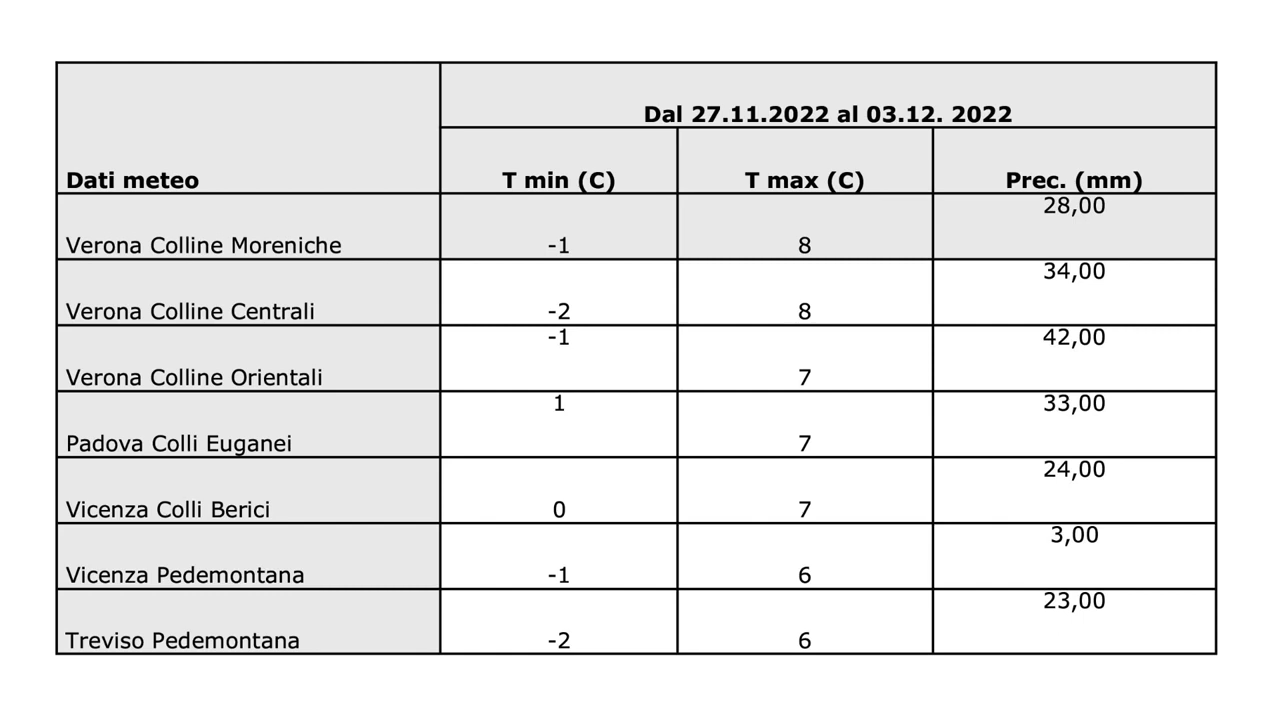 Dal 27.11.2022 al 03.12. 2022
Dati meteo T min (C) T max (C) Prec. (mm)
Verona Colline Moreniche -1 8 28,00
Verona Colline Centrali -2 8 34,00
Verona Colline Orientali -1 7 42,00
Padova Colli Euganei 1 7 33,00
Vicenza Colli Berici 0 7 24,00
Vicenza Pedemontana -1 6 3,00
Treviso Pedemontana -2 6 23,00